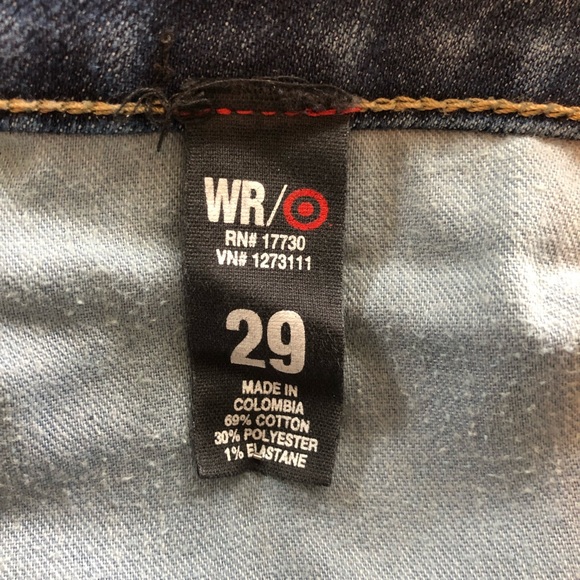 WR/
RN# 17730
VN# 1273111
29
MADE IN
COLOMBIA
69% COTTON
30% POLYESTER
1% ELASTANE